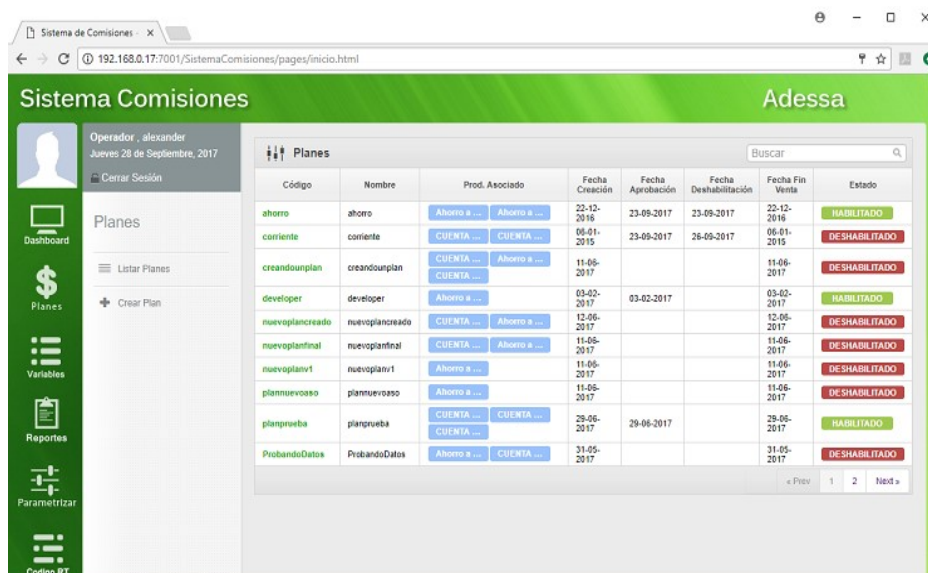 Sistema de Comisiones -
192.168.0.17:7001/SistemaComisiones/pages/inicio.html
Sistema Comisiones
Adessa
Operador , alexander
Jueves 28 de Septiembre, 2017
Cerrar Sesión
Dashboard
Planes
Variables
Reportes
Parametrizar
Codigo BT
Planes
Listar Planes
Crear Plan
Planes
Buscar
Código Nombre Prod. Asociado Fecha Creación Fecha Aprobación Fecha Deshabilitación Fecha Fin Venta Estado
ahorro ahorro Ahorro a ... Ahorro a ... 22-12-2016 23-09-2017 23-09-2017 22-12-2016 HABILITADO
corriente corriente CUENTA ... CUENTA ... 06-01-2015 23-09-2017 26-09-2017 06-01-2015 DESHABILITADO
creandounplan creandounplan CUENTA ... Ahorro a ... CUENTA ... 11-06-2017 11-06-2017 DESHABILITADO
developer developer Ahorro a ... 03-02-2017 03-02-2017 03-02-2017 HABILITADO
nuevoplancreado nuevoplancreado CUENTA ... Ahorro a ... 12-06-2017 12-06-2017 DESHABILITADO
nuevoplanfinal nuevoplanfinal CUENTA ... Ahorro a ... 11-06-2017 11-06-2017 DESHABILITADO
nuevoplanv1 nuevoplanv1 Ahorro a ... 11-06-2017 11-06-2017 DESHABILITADO
plannuevoaso plannuevoaso Ahorro a ... 11-06-2017 11-06-2017 DESHABILITADO
planprueba planprueba CUENTA ... CUENTA ... CUENTA ... 29-06-2017 29-06-2017 29-06-2017 HABILITADO
ProbandoDatos ProbandoDatos Ahorro a ... CUENTA ... 31-05-2017 31-05-2017 DESHABILITADO
« Prev 1 2 Next »